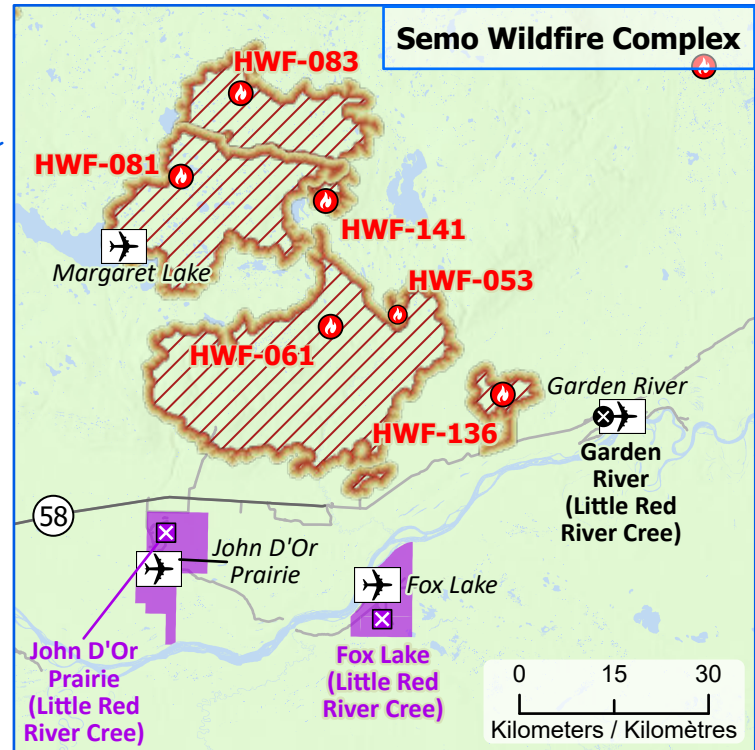 Semo Wildfire Complex
HWF-083
HWF-081
HWF-141
Margaret Lake
HWF-053
HWF-061
Garden River
HWF-136
Garden
River
(Little Red
River Cree)
58
John D'Or
Prairie
Fox Lake
John D'Or
Prairie
(Little Red
River Cree)
Fox Lake
(Little Red
River Cree)
0 15 30
Kilometers / Kilomètres